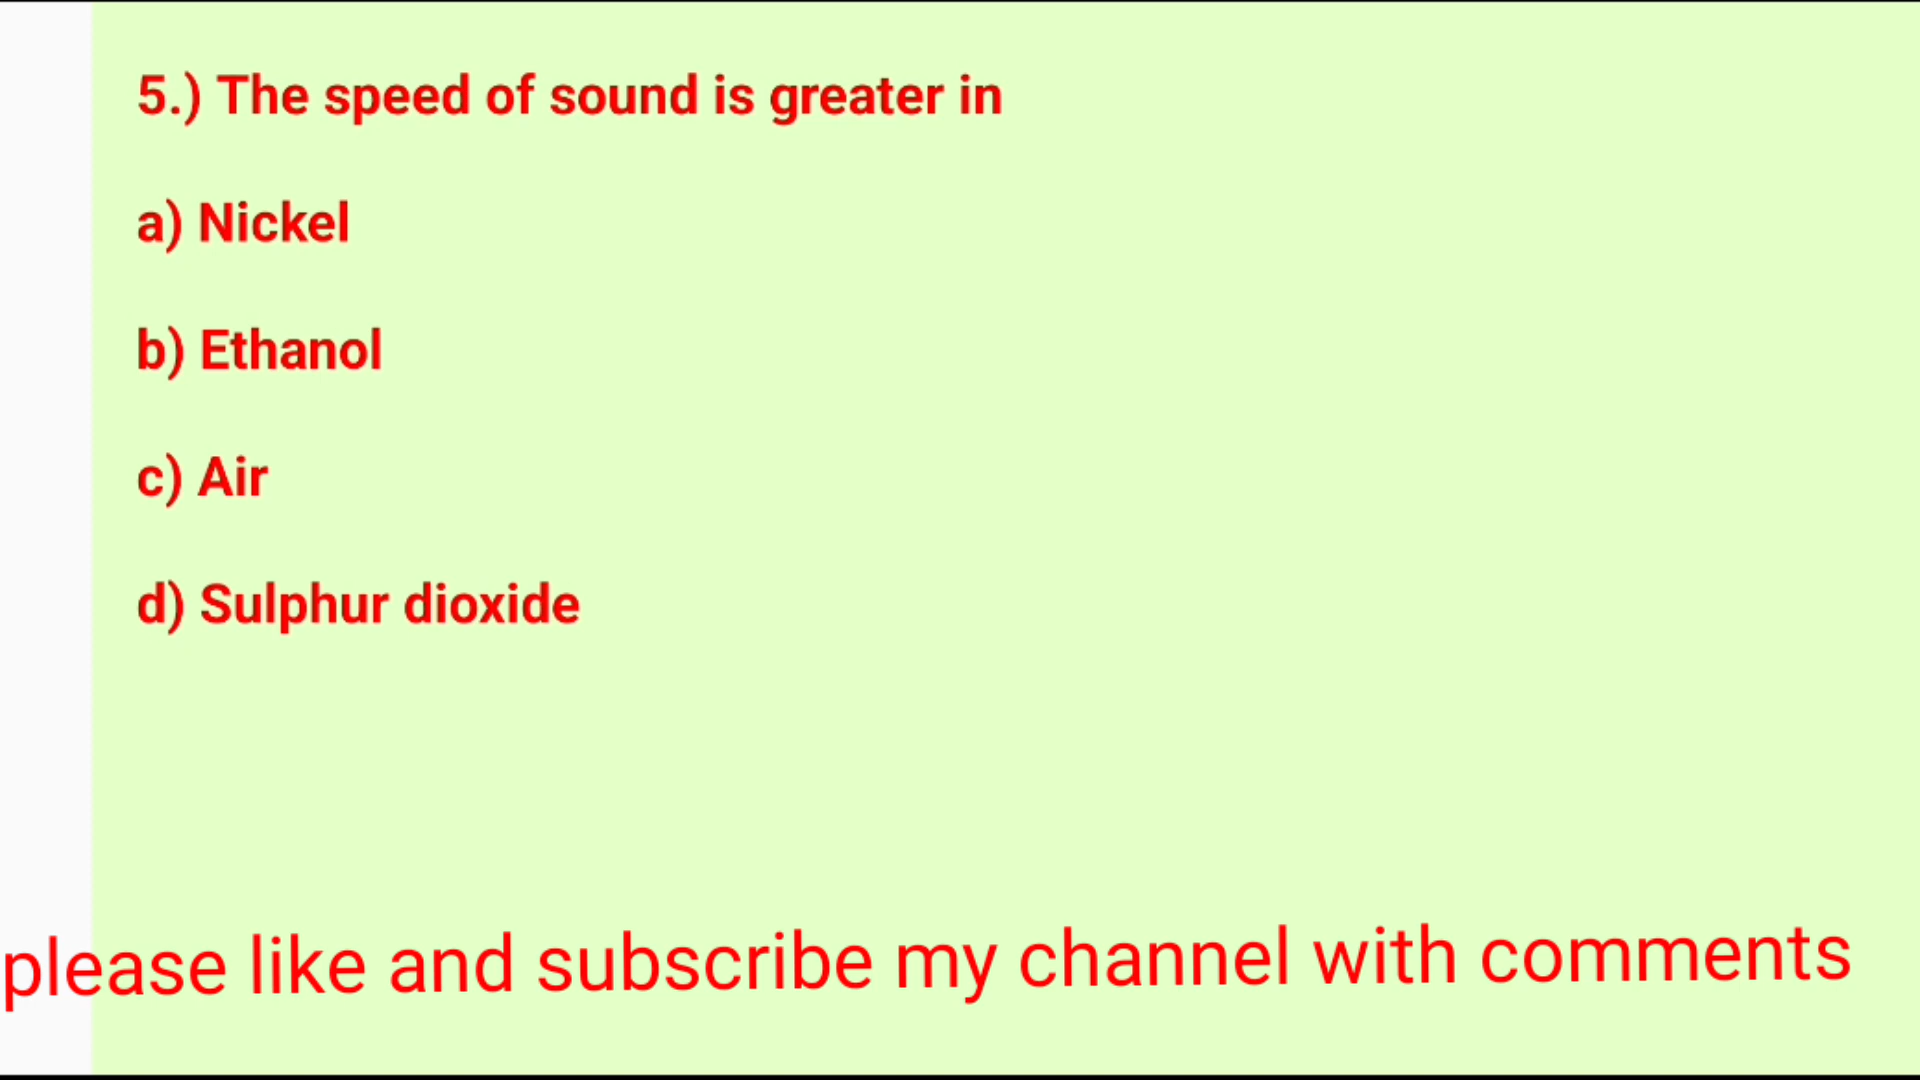 5.) The speed of sound is greater in
a) Nickel
b) Ethanol
c) Air
d) Sulphur dioxide
please like and subscribe my channel with comments